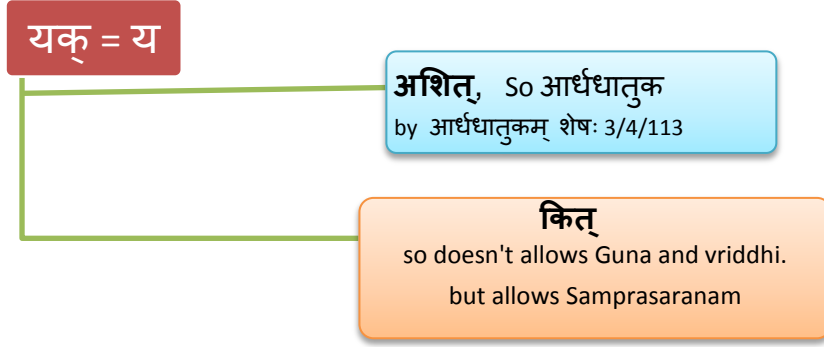 यक् = य
अशित्, So आर्धधातुक
by आर्धधातुकम् शेषः 3/4/113
कित्
so doesn't allows Guna and vriddhi.
but allows Samprasaranam